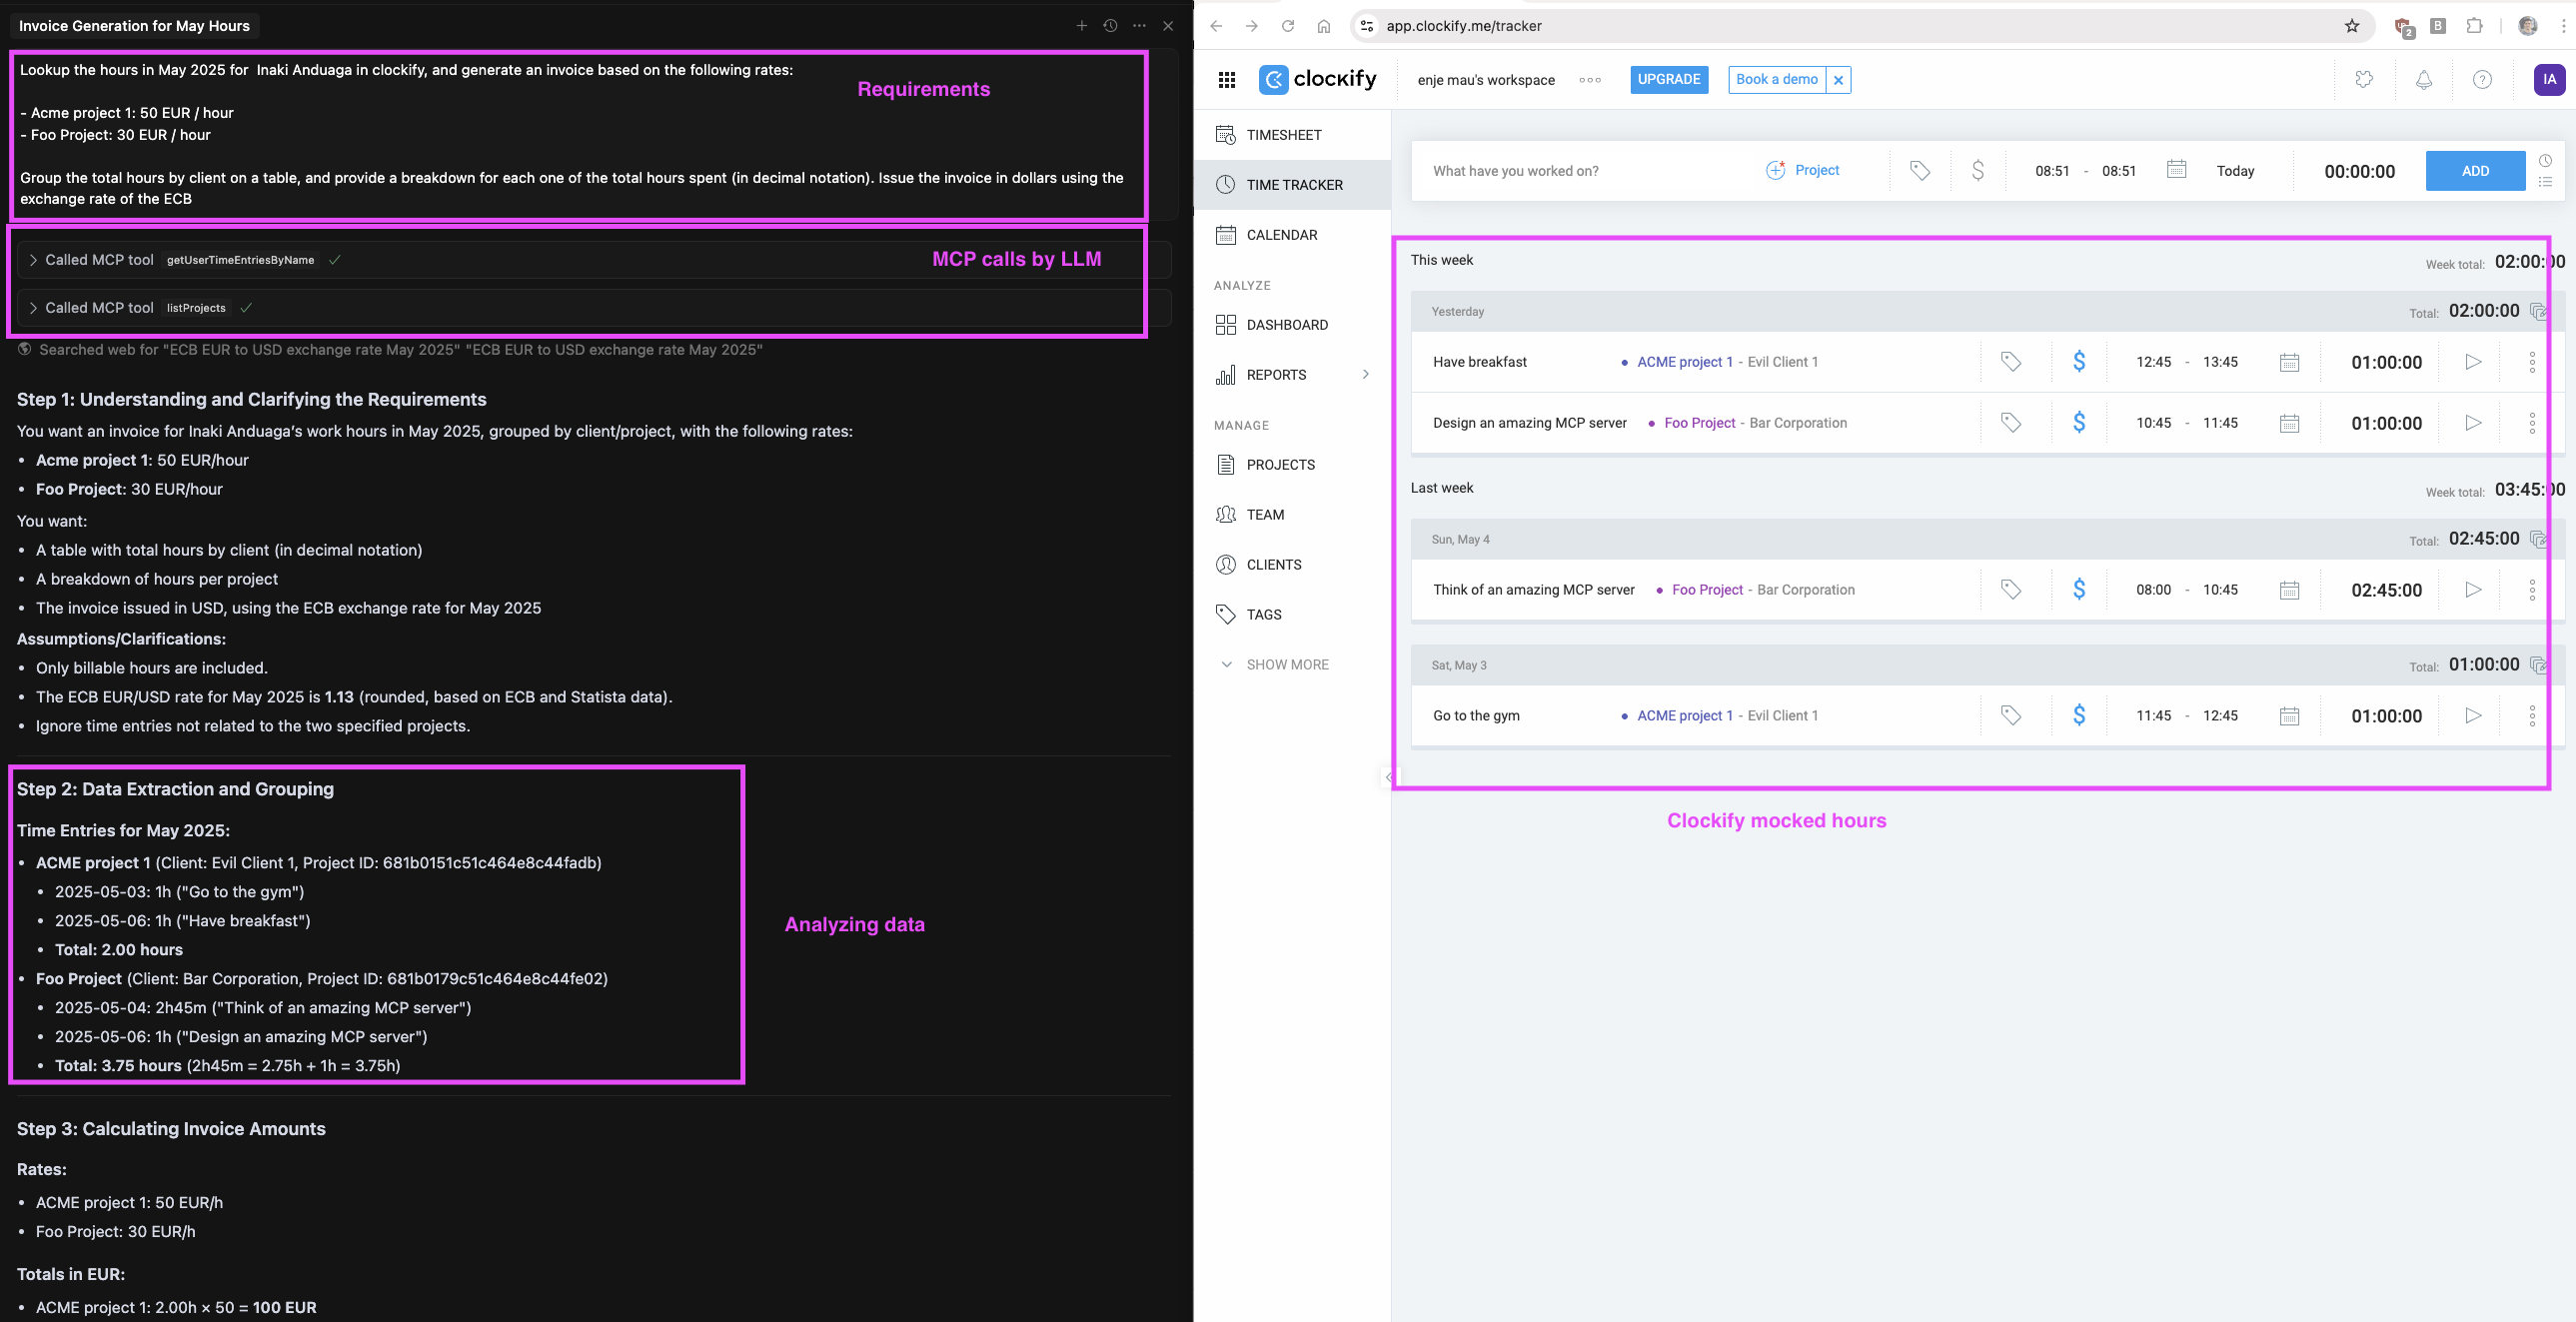 Invoice Generation for May Hours
Lookup the hours in May 2025 for  Inaki Anduaga in clockify, and generate an invoice based on the following rates:
Requirements
- Acme project 1: 50 EUR / hour
- Foo Project: 30 EUR / hour
Group the total hours by client on a table, and provide a breakdown for each one of the total hours spent (in decimal notation). Issue the invoice in dollars using the
exchange rate of the ECB
Called MCP tool getUserTimeEntriesByName
MCP calls by LLM
Called MCP tool listProjects
Searched web for "ECB EUR to USD exchange rate May 2025" "ECB EUR to USD exchange rate May 2025"
Step 1: Understanding and Clarifying the Requirements
You want an invoice for Inaki Anduaga's work hours in May 2025, grouped by client/project, with the following rates:
• Acme project 1: 50 EUR/hour
• Foo Project: 30 EUR/hour
You want:
• A table with total hours by client (in decimal notation)
• A breakdown of hours per project
• The invoice issued in USD, using the ECB exchange rate for May 2025
Assumptions/Clarifications:
• Only billable hours are included.
• The ECB EUR/USD rate for May 2025 is 1.13 (rounded, based on ECB and Statista data).
• Ignore time entries not related to the two specified projects.
Step 2: Data Extraction and Grouping
Time Entries for May 2025:
• ACME project 1 (Client: Evil Client 1, Project ID: 681b0151c51c464e8c44fadb)
• 2025-05-03: 1h ("Go to the gym")
• 2025-05-06: 1h ("Have breakfast")
• Total: 2.00 hours
Analyzing data
• Foo Project (Client: Bar Corporation, Project ID: 681b0179c51c464e8c44fe02)
• 2025-05-04: 2h45m ("Think of an amazing MCP server")
• 2025-05-06: 1h ("Design an amazing MCP server")
• Total: 3.75 hours (2h45m = 2.75h + 1h = 3.75h)
Step 3: Calculating Invoice Amounts
Rates:
• ACME project 1: 50 EUR/h
• Foo Project: 30 EUR/h
Totals in EUR:
• ACME project 1: 2.00h × 50 = 100 EUR
app.clockify.me/tracker
2
B
clockify
enje mau's workspace
UPGRADE
Book a demo
IA
TIMESHEET
TIME TRACKER
CALENDAR
ANALYZE
DASHBOARD
REPORTS
MANAGE
PROJECTS
TEAM
CLIENTS
TAGS
SHOW MORE
What have you worked on? Project $ 08:51 - 08:51 Today 00:00:00 ADD
This week Week total: 02:00:00
Yesterday Total: 02:00:00
Have breakfast • ACME project 1 - Evil Client 1 $ 12:45 - 13:45 01:00:00
Design an amazing MCP server • Foo Project - Bar Corporation $ 10:45 - 11:45 01:00:00
Last week Week total: 03:45:00
Sun, May 4 Total: 02:45:00
Think of an amazing MCP server • Foo Project - Bar Corporation $ 08:00 - 10:45 02:45:00
Sat, May 3 Total: 01:00:00
Go to the gym • ACME project 1 - Evil Client 1 $ 11:45 - 12:45 01:00:00
Clockify mocked hours